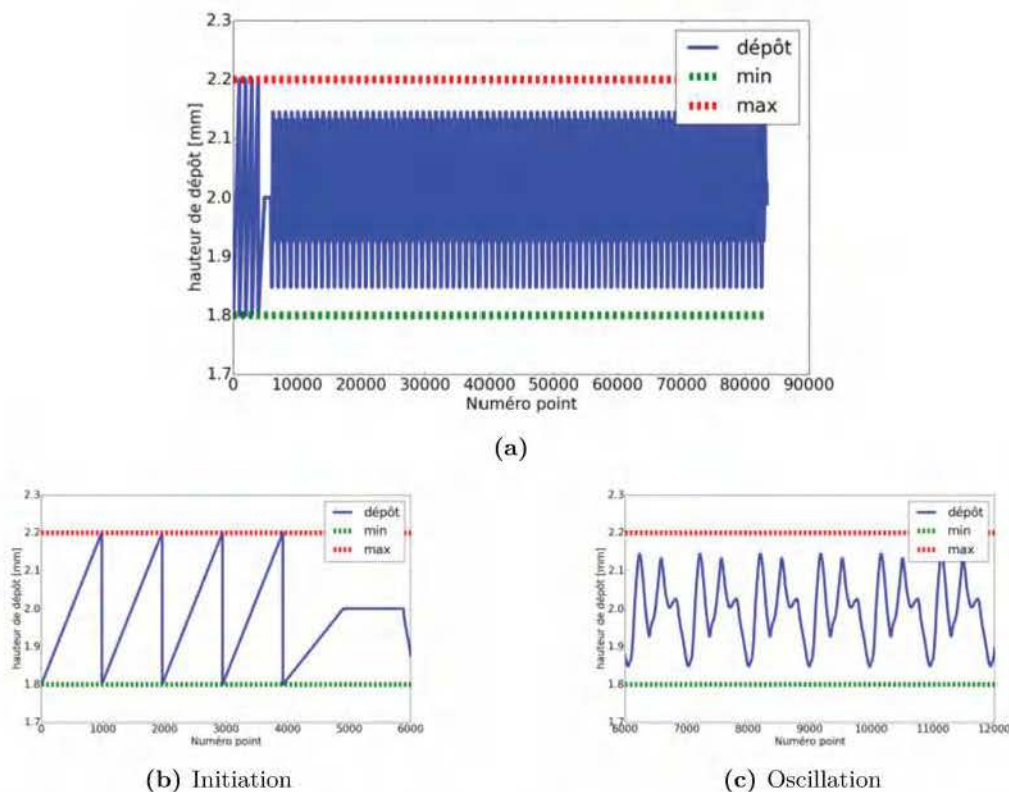 2.3
2.2
2.1
2.0
1.9
1.8
1.7
hauteur de dépôt [mm]
dépôt
min
max
0 10000 20000 30000 40000 50000 60000 70000 80000 90000
Numéro point
(a)
2.3
2.2
2.1
2.0
1.9
1.8
1.7
hauteur de dépôt [mm]
dépôt
min
max
0 1000 2000 3000 4000 5000 6000
Numéro point
(b) Initiation
2.3
2.2
2.1
2.0
1.9
1.8
1.7
hauteur de dépôt [mm]
dépôt
min
max
6000 7000 8000 9000 10000 11000 12000
Numéro point
(c) Oscillation